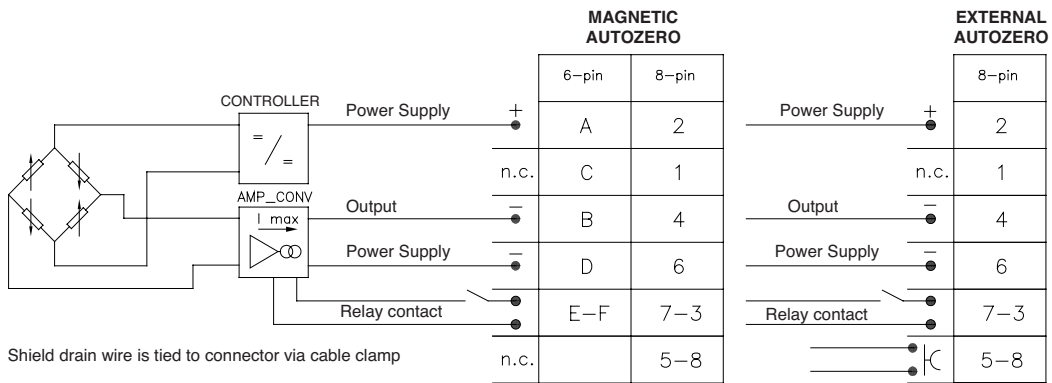 MAGNETIC
AUTOZERO
EXTERNAL
AUTOZERO
6-pin 8-pin 8-pin
CONTROLLER
= / =
Power Supply + A 2
Power Supply + 2
n.c. C 1
n.c. 1
AMP_CONV
I max
Output − B 4
Output − 4
Power Supply − D 6
Power Supply − 6
Relay contact E-F 7-3
Relay contact 7-3
Shield drain wire is tied to connector via cable clamp
n.c. 5-8
5-8